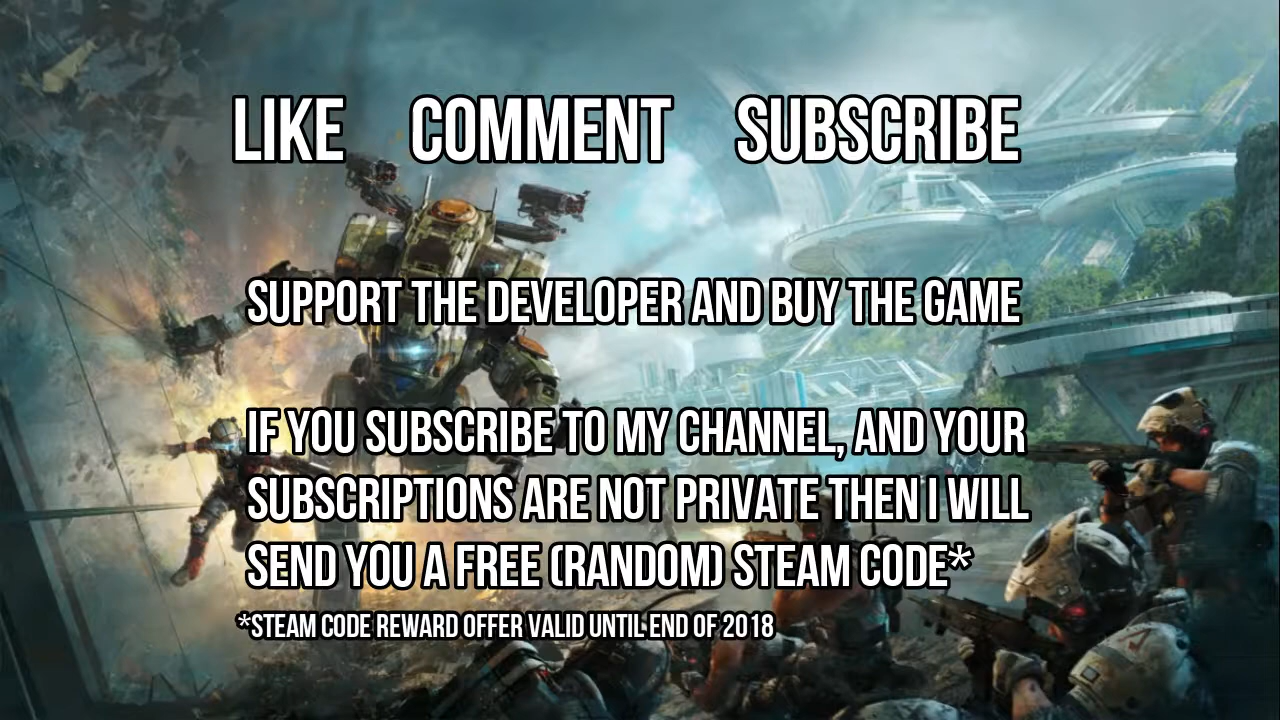 LIKE COMMENT SUBSCRIBE
SUPPORT THE DEVELOPER AND BUY THE GAME
IF YOU SUBSCRIBE TO MY CHANNEL, AND YOUR
SUBSCRIPTIONS ARE NOT PRIVATE THEN I WILL
SEND YOU A FREE (RANDOM) STEAM CODE*
*STEAM CODE REWARD OFFER VALID UNTIL END OF 2018